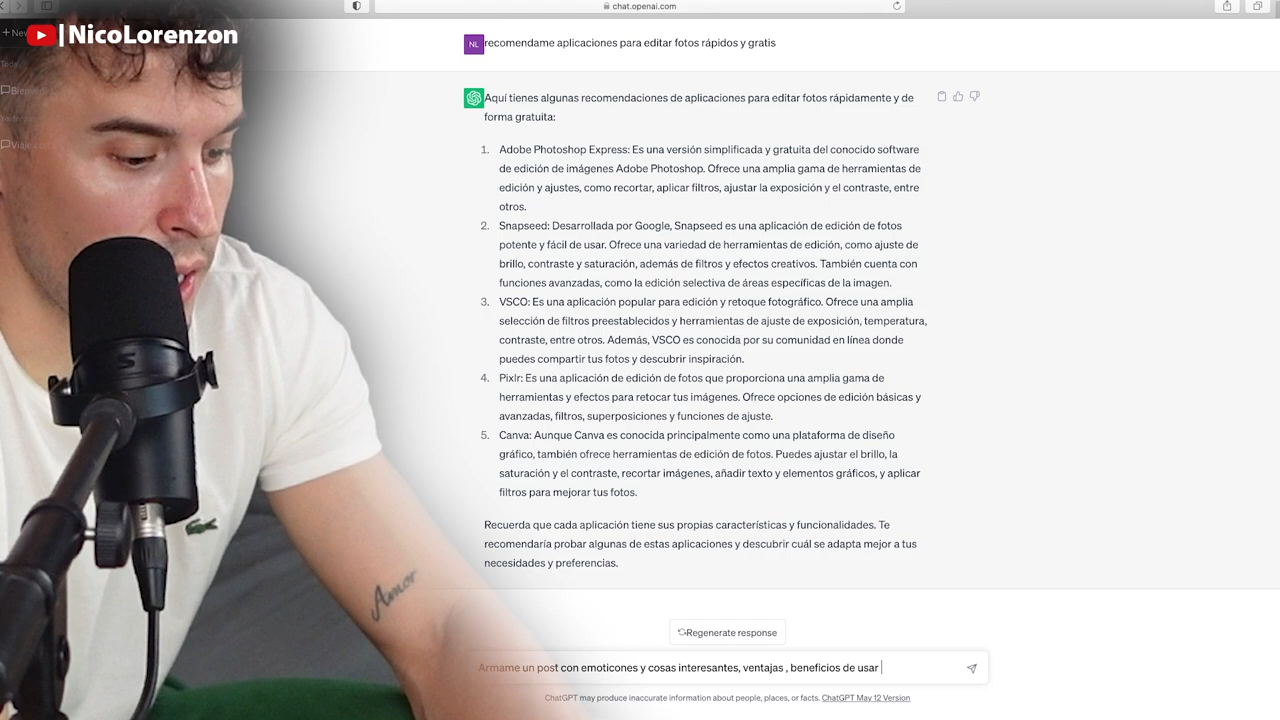 chat.openai.com
NicoLorenzon
NL
recomendame aplicaciones para editar fotos rápidos y gratis
Aquí tienes algunas recomendaciones de aplicaciones para editar fotos rápidamente y de
forma gratuita:
1. Adobe Photoshop Express: Es una versión simplificada y gratuita del conocido software
de edición de imágenes Adobe Photoshop. Ofrece una amplia gama de herramientas de
edición y ajustes, como recortar, aplicar filtros, ajustar la exposición y el contraste, entre
otros.
2. Snapseed: Desarrollada por Google, Snapseed es una aplicación de edición de fotos
potente y fácil de usar. Ofrece una variedad de herramientas de edición, como ajuste de
brillo, contraste y saturación, además de filtros y efectos creativos. También cuenta con
funciones avanzadas, como la edición selectiva de áreas específicas de la imagen.
3. VSCO: Es una aplicación popular para edición y retoque fotográfico. Ofrece una amplia
selección de filtros preestablecidos y herramientas de ajuste de exposición, temperatura,
contraste, entre otros. Además, VSCO es conocida por su comunidad en línea donde
puedes compartir tus fotos y descubrir inspiración.
4. Pixlr: Es una aplicación de edición de fotos que proporciona una amplia gama de
herramientas y efectos para retocar tus imágenes. Ofrece opciones de edición básicas y
avanzadas, filtros, superposiciones y funciones de ajuste.
5. Canva: Aunque Canva es conocida principalmente como una plataforma de diseño
gráfico, también ofrece herramientas de edición de fotos. Puedes ajustar el brillo, la
saturación y el contraste, recortar imágenes, añadir texto y elementos gráficos, y aplicar
filtros para mejorar tus fotos.
Recuerda que cada aplicación tiene sus propias características y funcionalidades. Te
recomendaría probar algunas de estas aplicaciones y descubrir cuál se adapta mejor a tus
necesidades y preferencias.
Amor
Regenerate response
Armame un post con emoticones y cosas interesantes, ventajas , beneficios de usar
ChatGPT may produce inaccurate information about people, places, or facts. ChatGPT May 12 Version